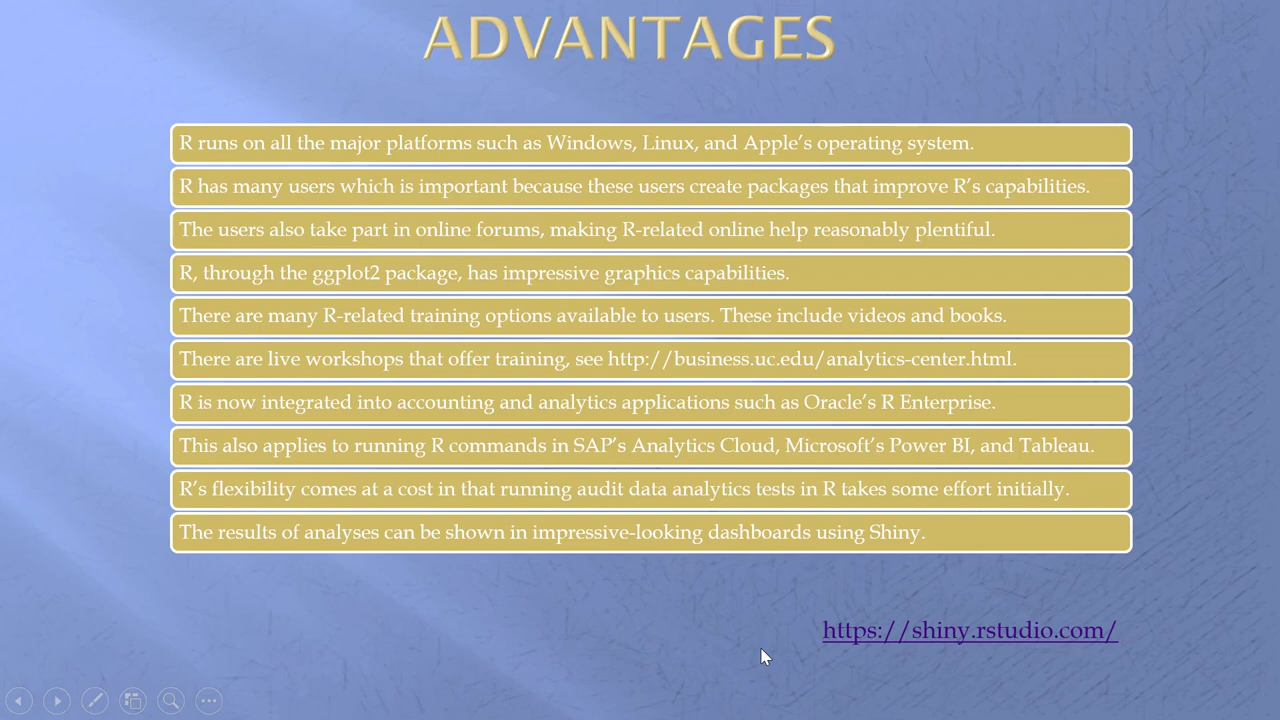 ADVANTAGES
R runs on all the major platforms such as Windows, Linux, and Apple’s operating system.
R has many users which is important because these users create packages that improve R’s capabilities.
The users also take part in online forums, making R-related online help reasonably plentiful.
R, through the ggplot2 package, has impressive graphics capabilities.
There are many R-related training options available to users. These include videos and books.
There are live workshops that offer training, see http://business.uc.edu/analytics-center.html.
R is now integrated into accounting and analytics applications such as Oracle’s R Enterprise.
This also applies to running R commands in SAP’s Analytics Cloud, Microsoft’s Power BI, and Tableau.
R’s flexibility comes at a cost in that running audit data analytics tests in R takes some effort initially.
The results of analyses can be shown in impressive-looking dashboards using Shiny.
https://shiny.rstudio.com/